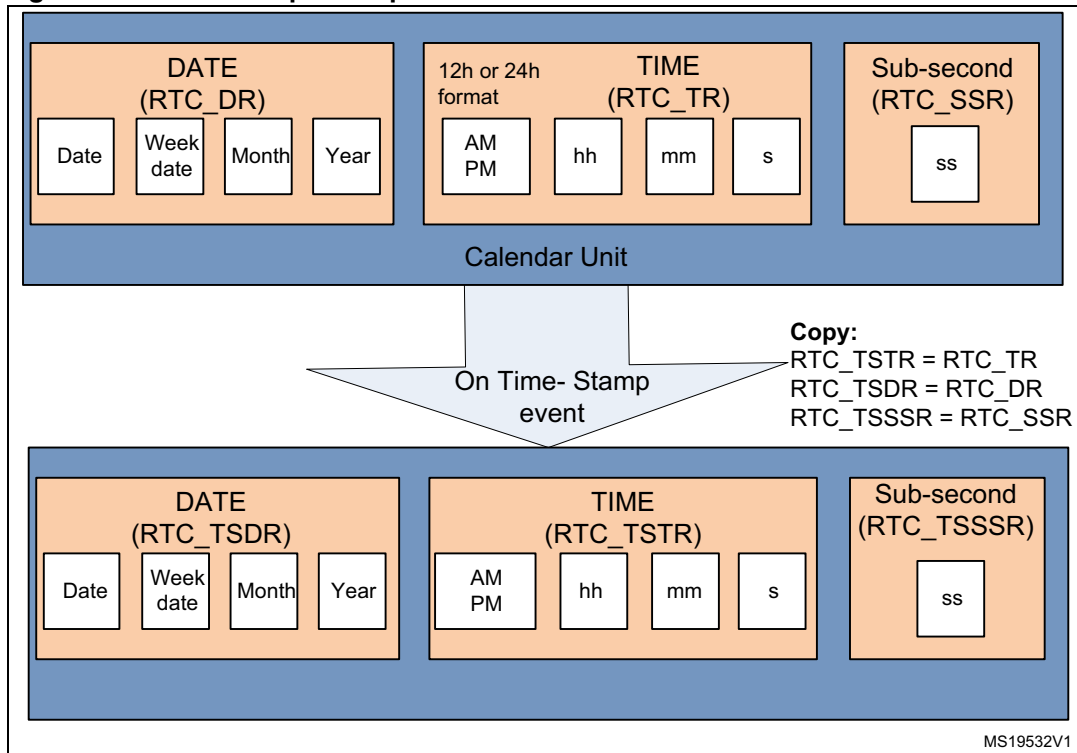 DATE
(RTC_DR)
Date
Week
date
Month
Year
12h or 24h
format
TIME
(RTC_TR)
AM
PM
hh
mm
s
Sub-second
(RTC_SSR)
ss
Calendar Unit
On Time- Stamp
event
Copy:
RTC_TSTR = RTC_TR
RTC_TSDR = RTC_DR
RTC_TSSSR = RTC_SSR
DATE
(RTC_TSDR)
Date
Week
date
Month
Year
TIME
(RTC_TSTR)
AM
PM
hh
mm
s
Sub-second
(RTC_TSSSR)
ss
MS19532V1